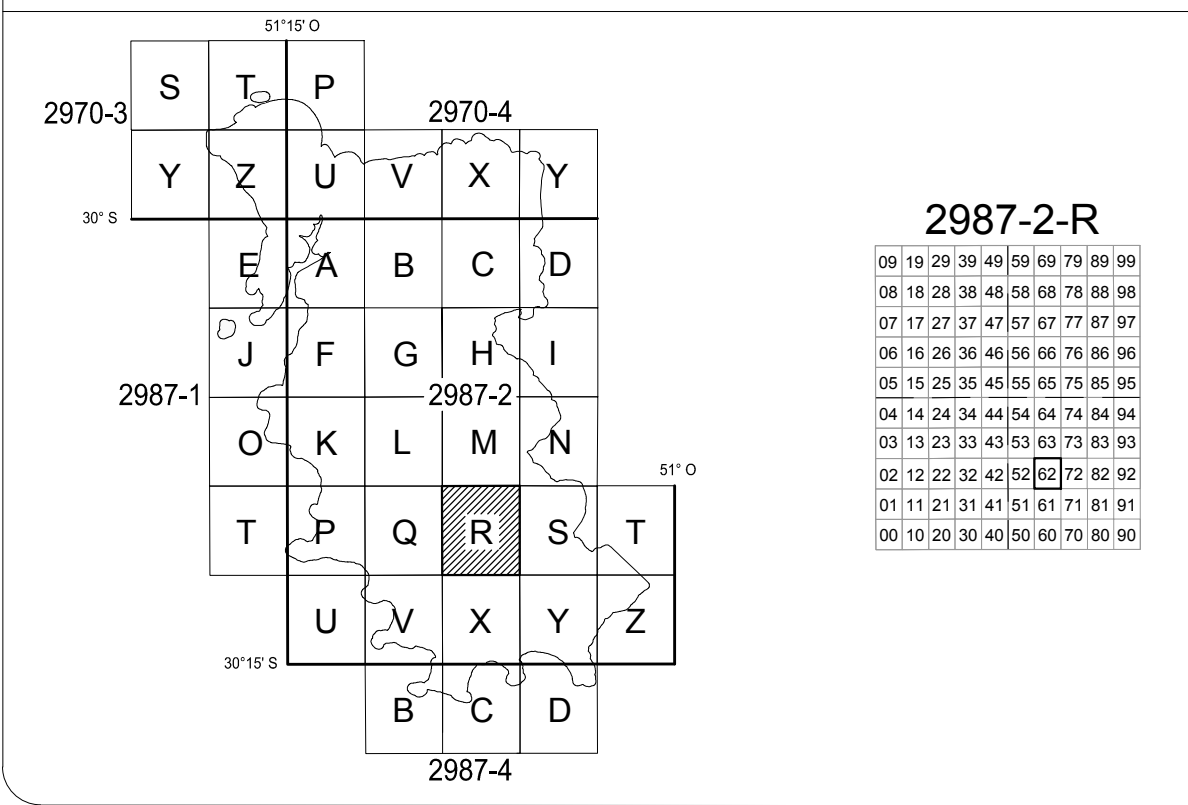 51°15' O
S T P
2970-3 2970-4
Y Z U V X Y
30° S
E A B C D
J F G H I
2987-1 2987-2
O K L M N
51° O
T P Q R S T
U V X Y Z
30°15' S
B C D
2987-4
2987-2-R
09 19 29 39 49 59 69 79 89 99
08 18 28 38 48 58 68 78 88 98
07 17 27 37 47 57 67 77 87 97
06 16 26 36 46 56 66 76 86 96
05 15 25 35 45 55 65 75 85 95
04 14 24 34 44 54 64 74 84 94
03 13 23 33 43 53 63 73 83 93
02 12 22 32 42 52 62 72 82 92
01 11 21 31 41 51 61 71 81 91
00 10 20 30 40 50 60 70 80 90